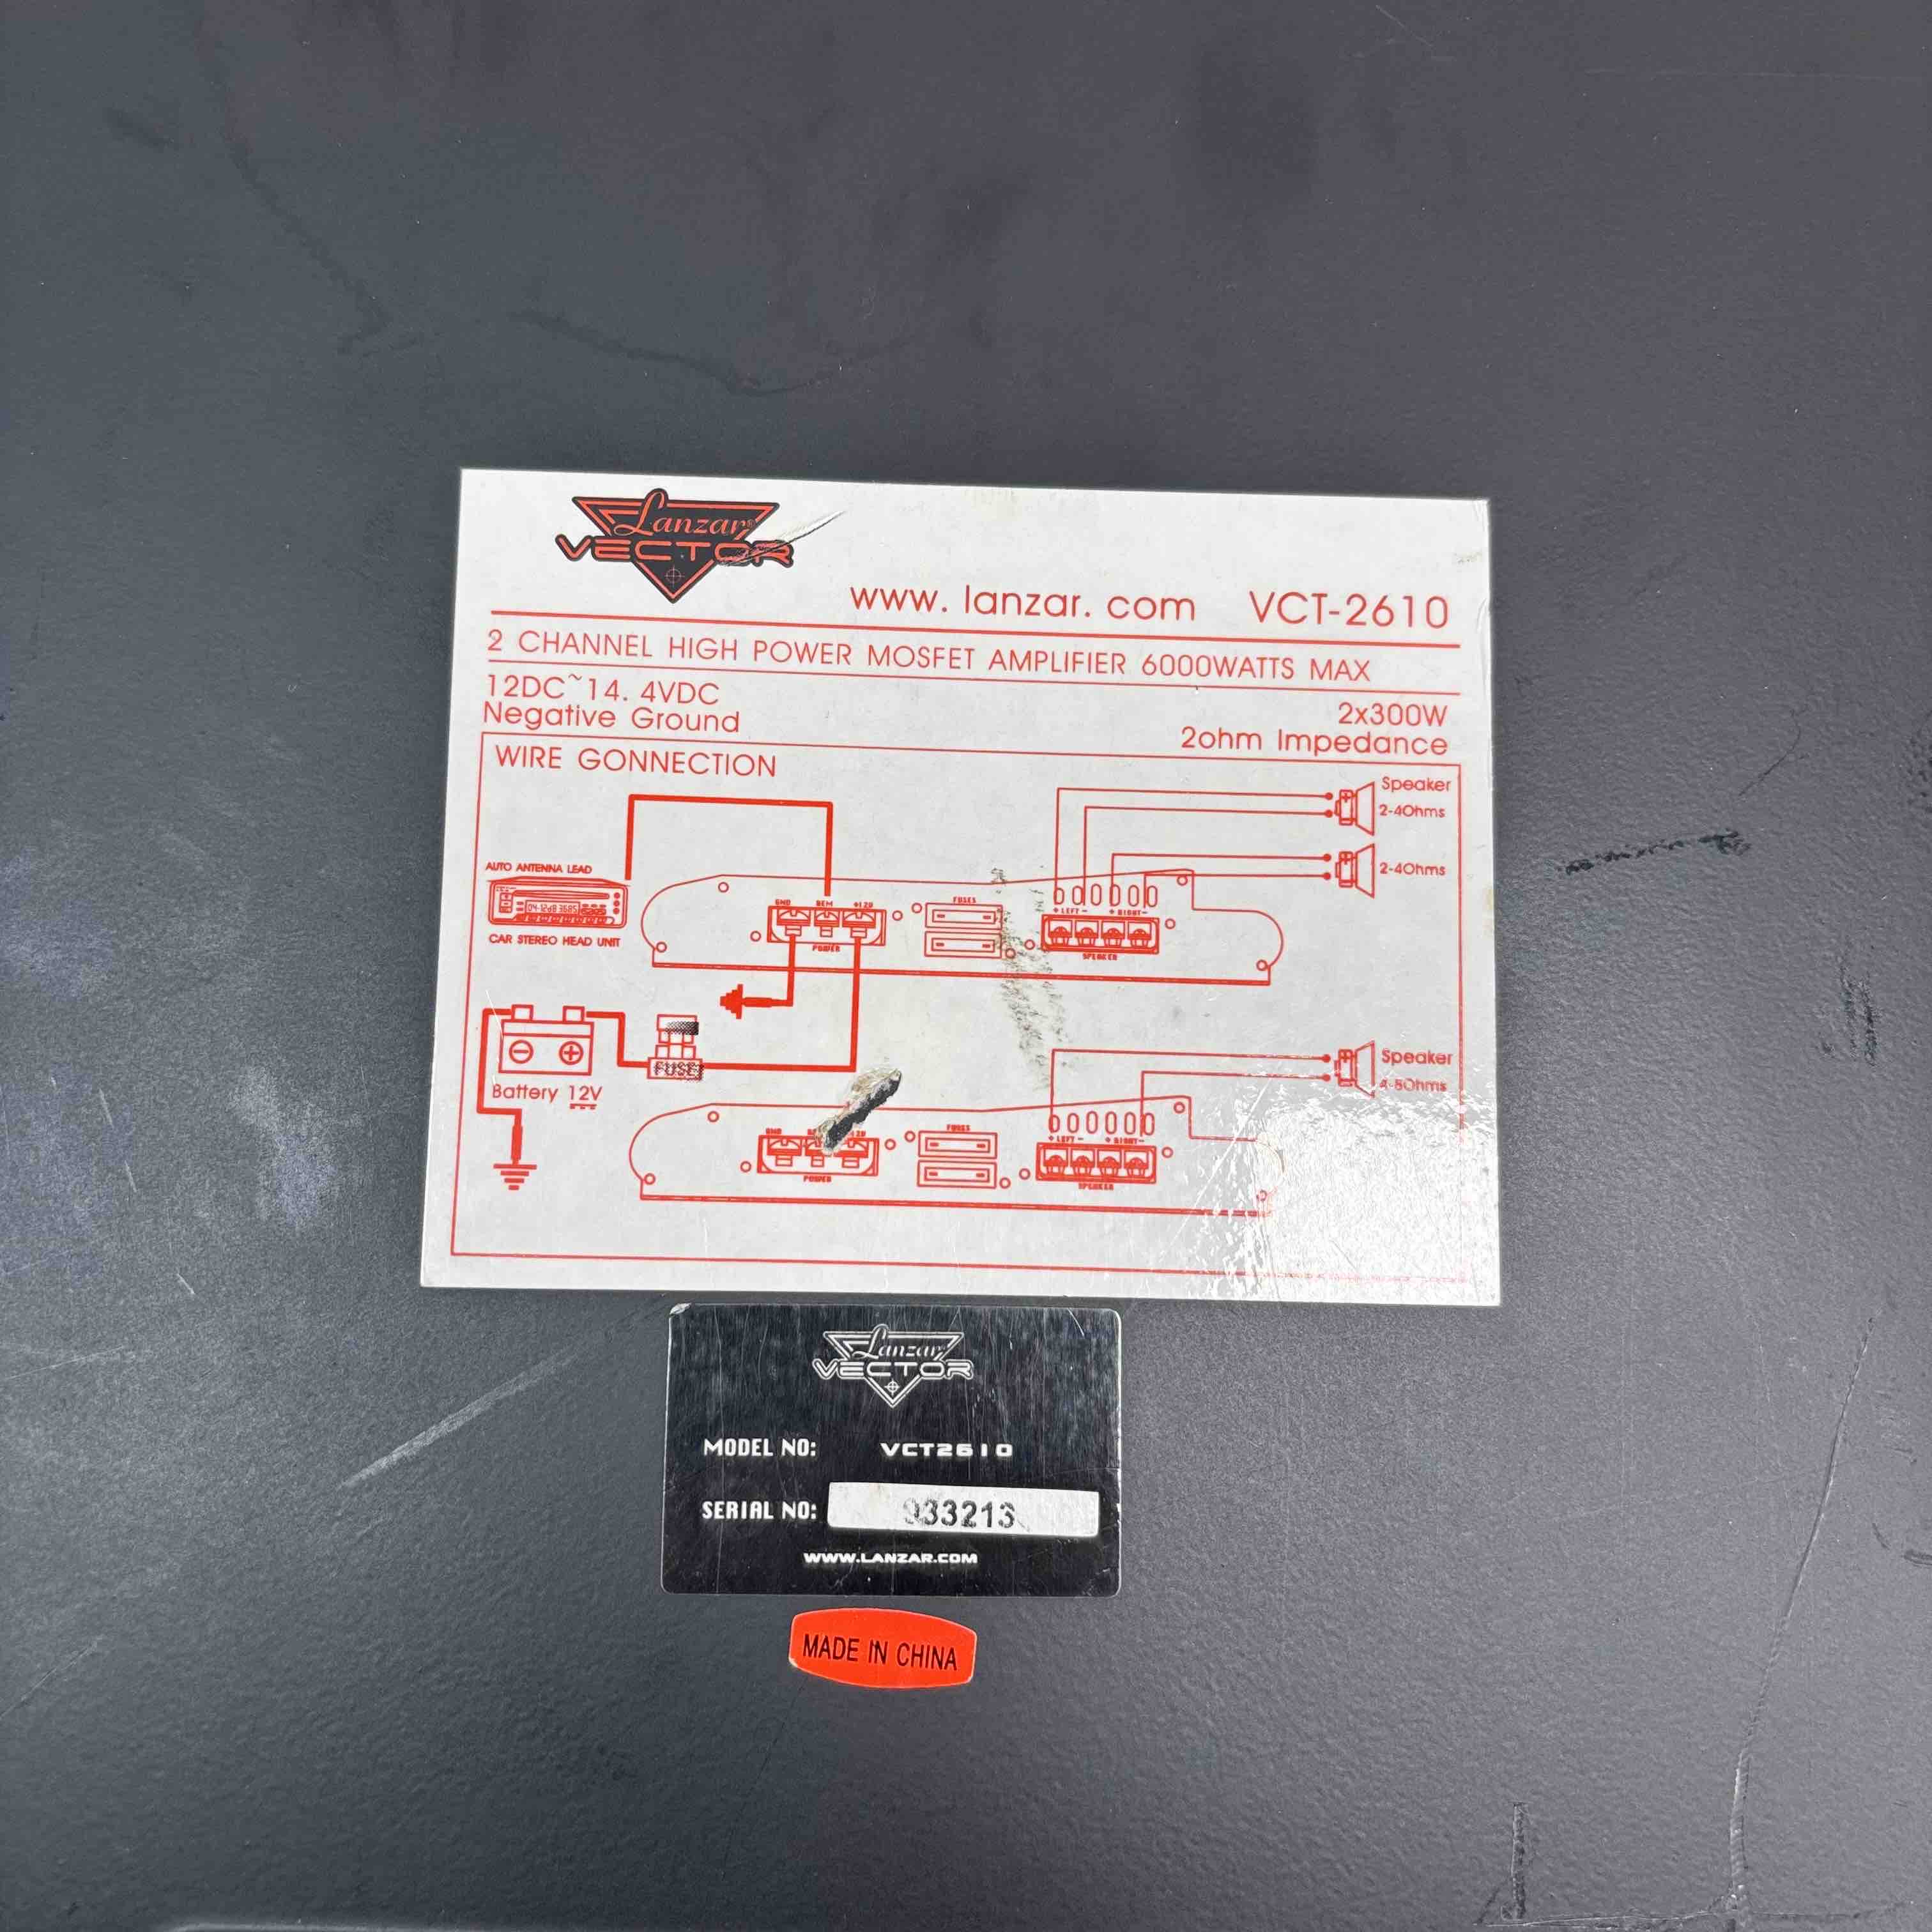 Lanzar®
VECTOR
www. lanzar. com VCT-2610
2 CHANNEL HIGH POWER MOSFET AMPLIFIER 6000WATTS MAX
12DC~14. 4VDC
Negative Ground
2x300W
2ohm Impedance
WIRE GONNECTION
Speaker
2-4Ohms
2-4Ohms
AUTO ANTENNA LEAD
CAR STEREO HEAD UNIT
GND REM +12U
POWER
FUSES
+ LEFT - + RIGHT -
SPEAKER
FUSE
Battery 12V
Speaker
4-8Ohms
GND
POWER
FUSES
+ LEFT - + RIGHT -
SPEAKER
Lanzar
VECTOR
MODEL NO: VCT2610
SERIAL NO: 933213
WWW.LANZAR.COM
MADE IN CHINA